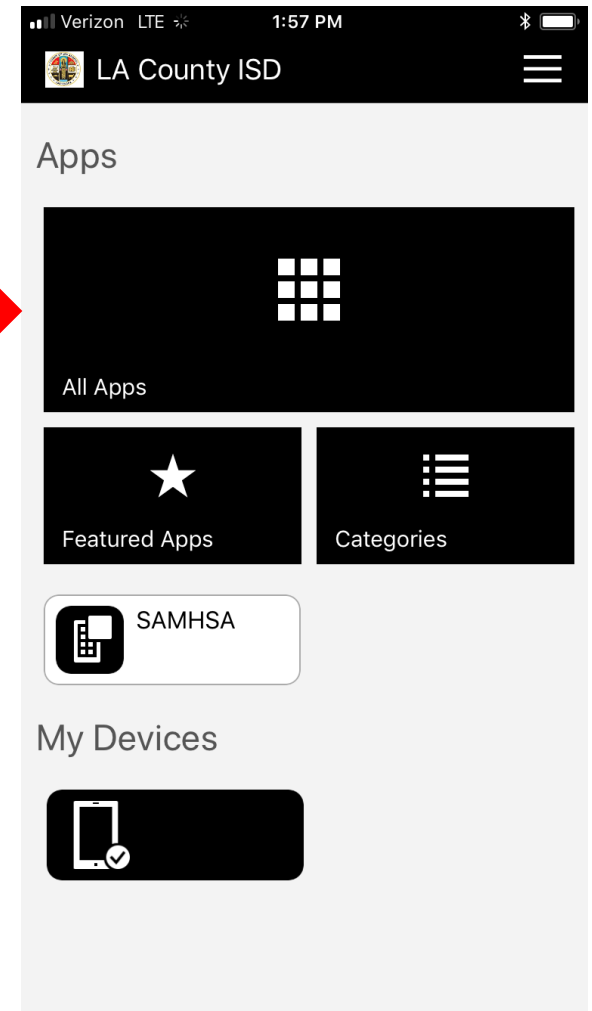 Verizon LTE 1:57 PM
LA County ISD
Apps
All Apps
Featured Apps
Categories
SAMHSA
My Devices